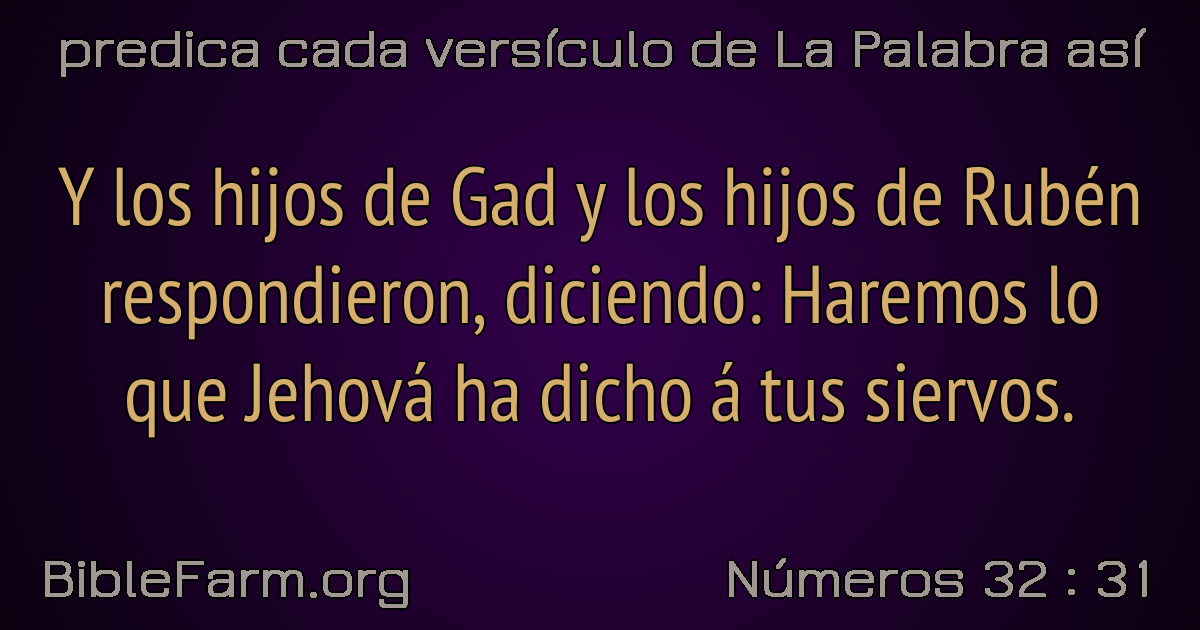 predica cada versículo de La Palabra así
Y los hijos de Gad y los hijos de Rubén
respondieron, diciendo: Haremos lo
que Jehová ha dicho á tus siervos.
BibleFarm.org
Números 32 : 31